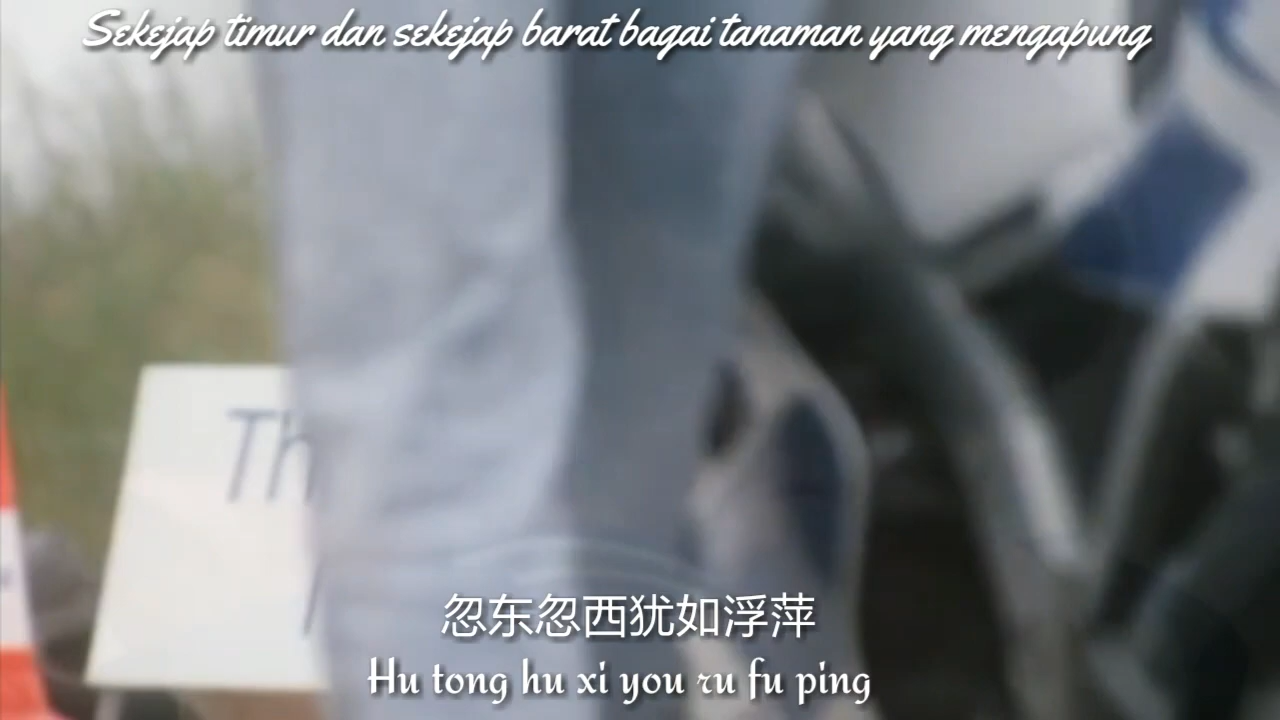 Sekejap timur dan sekejap barat bagai tanaman yang mengapung
Th
忽东忽西犹如浮萍
Hu tong hu xi you ru fu ping